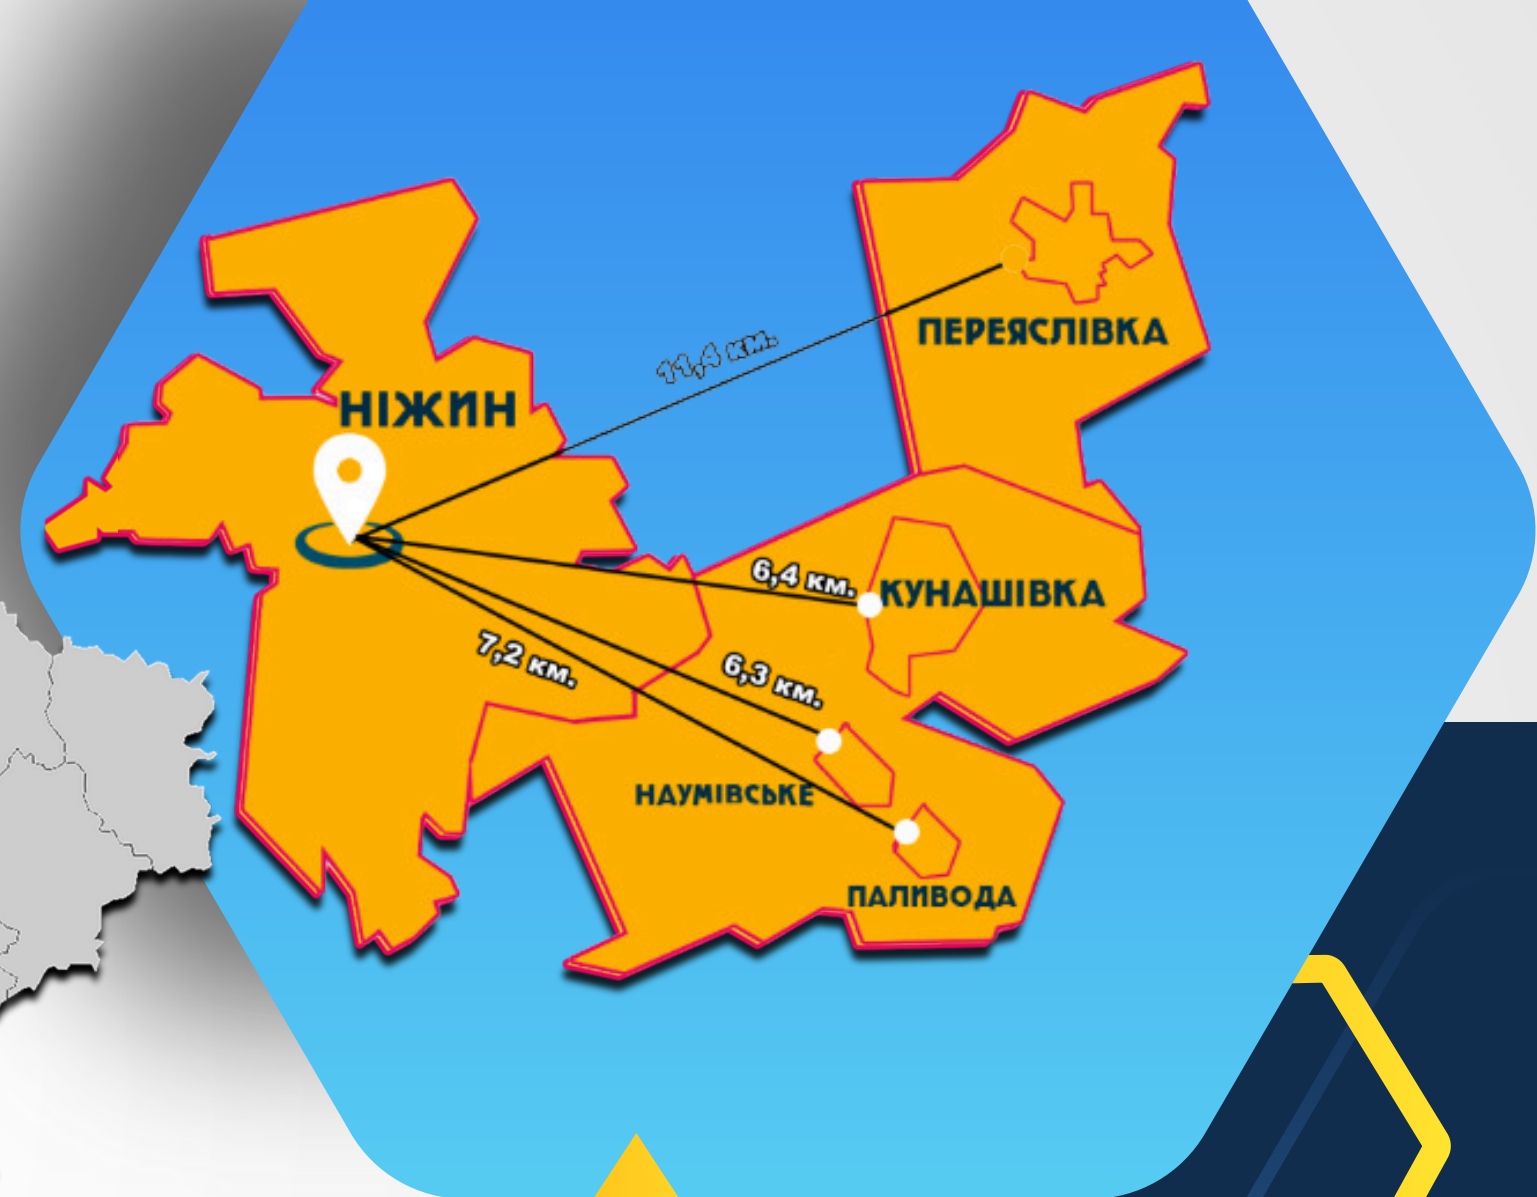 ПЕРЕЯСЛІВКА
11,4 км.
НІЖИН
6,4 км.
КУНАШІВКА
7,2 км.
6,3 км.
НАУМІВСЬКЕ
ПАЛИВОДА